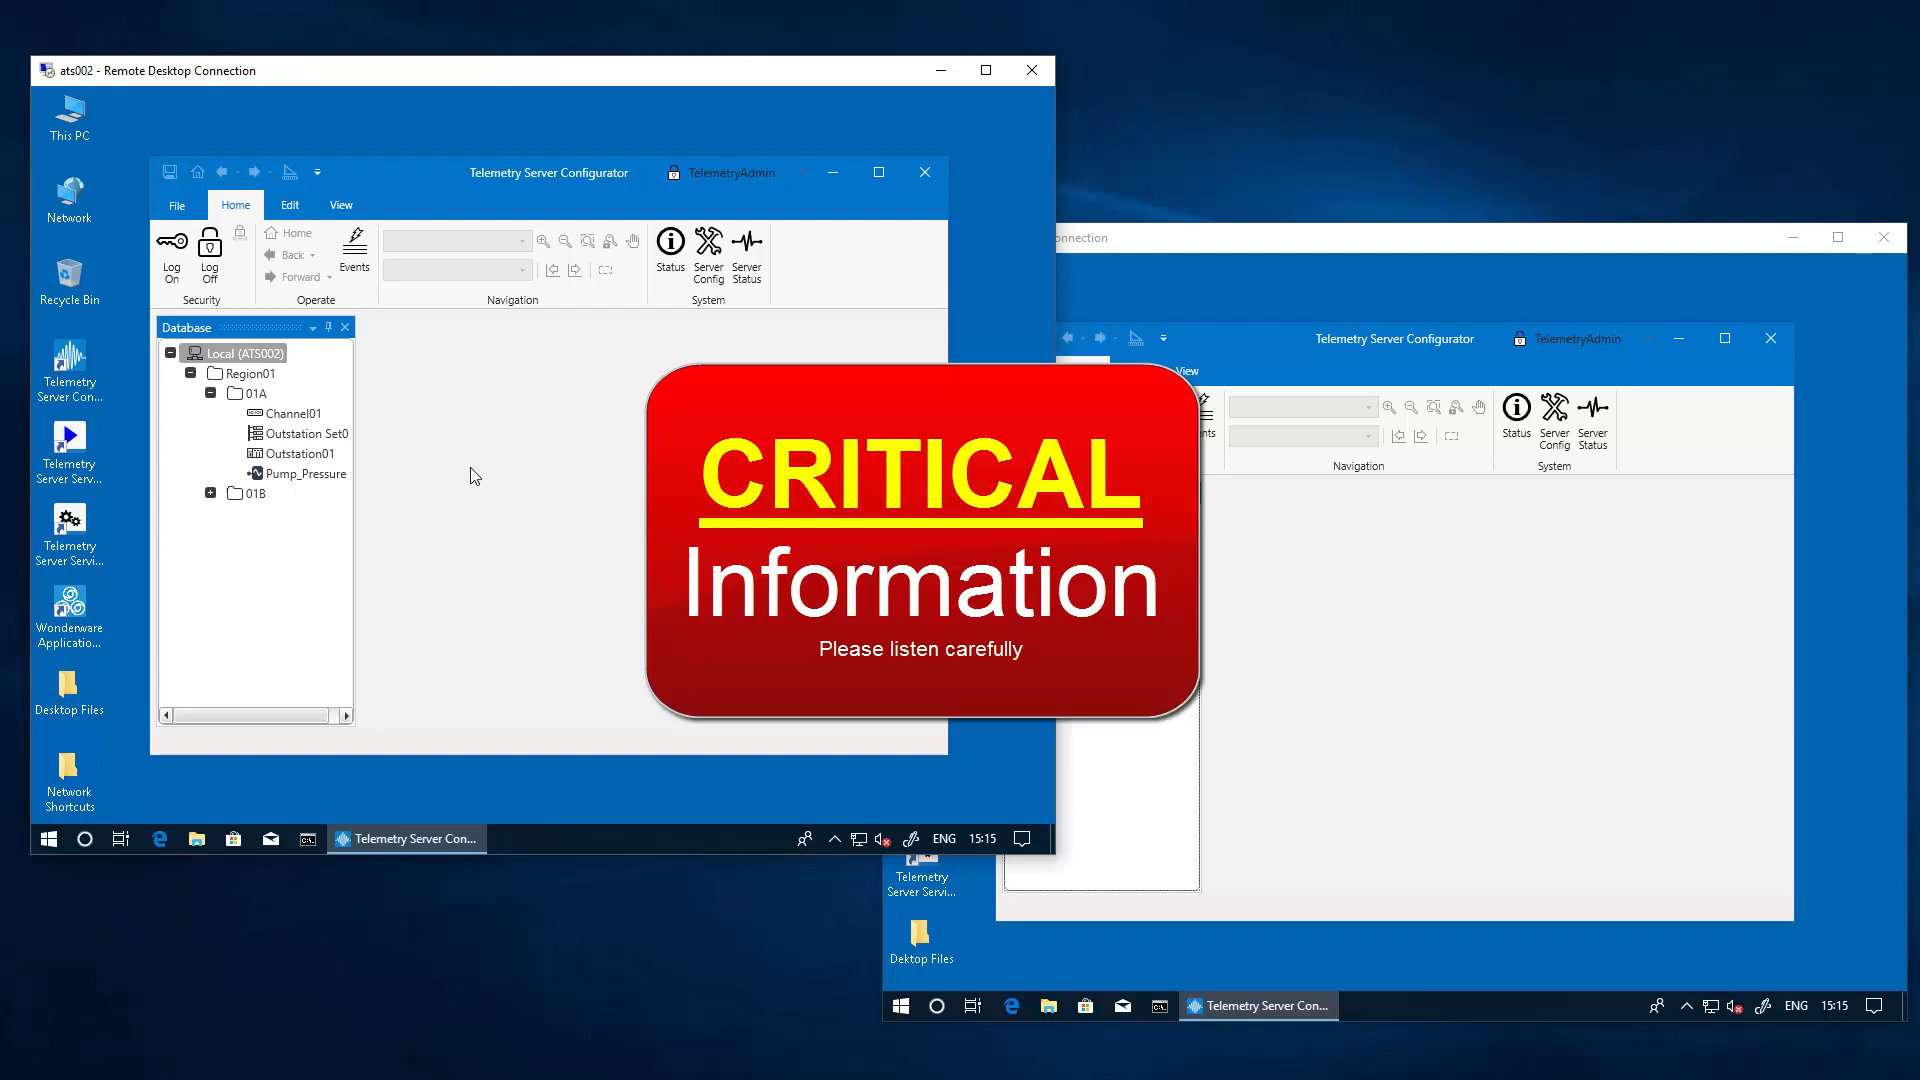 ats002 - Remote Desktop Connection
This PC
Network
Recycle Bin
Telemetry
Server Con...
Telemetry
Server Serv...
Telemetry
Server Servi...
Wonderware
Applicatio...
Desktop Files
Network
Shortcuts
Telemetry Server Configurator
TelemetryAdmin
File
Home
Edit
View
Log
On
Log
Off
Security
Home
Back
Forward
Events
Operate
Navigation
Status
Server
Config
Server
Status
System
Database
Local (ATS002)
Region01
01A
Channel01
Outstation Set0
Outstation01
Pump_Pressure
01B
Telemetry Server Con...
ENG
15:15
CRITICAL
Information
Please listen carefully
onnection
Telemetry Server Configurator
TelemetryAdmin
View
nts
Navigation
Status
Server
Config
Server
Status
System
Telemetry
Server Servi...
Dektop Files
Telemetry Server Con...
ENG
15:15